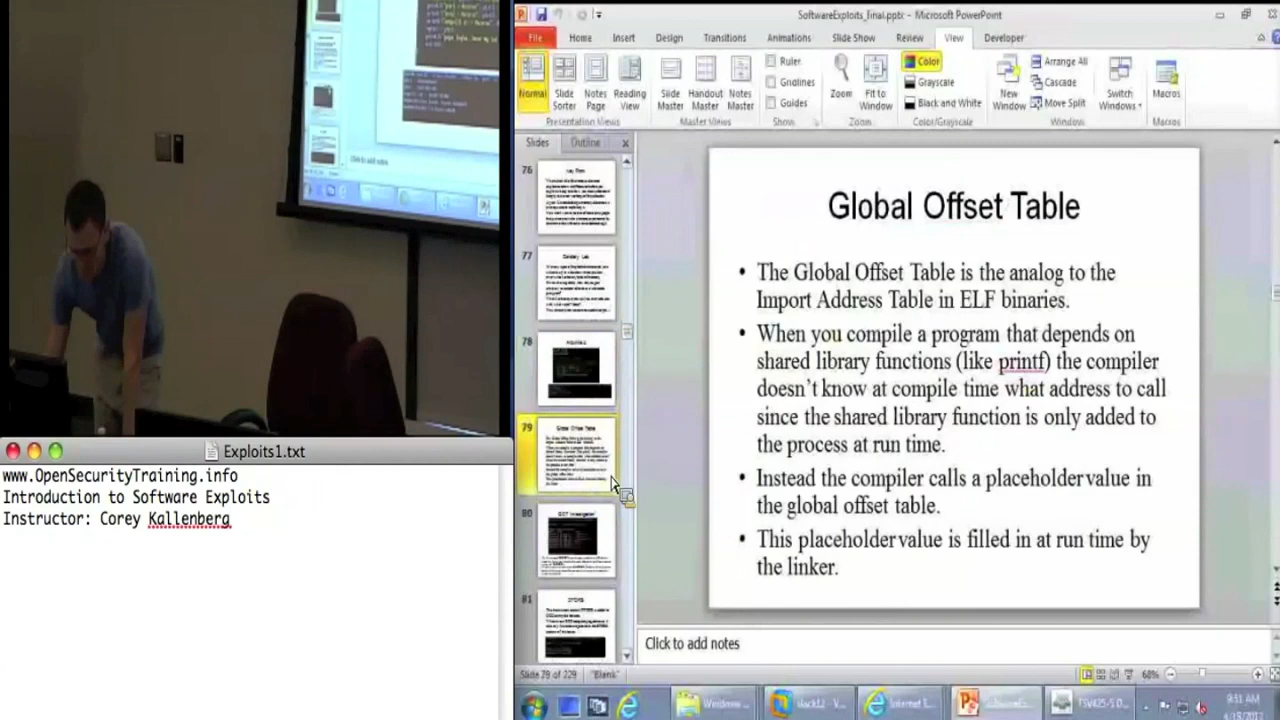 SoftwareExploits_Final.pptx - Microsoft PowerPoint
File Home Insert Design Transitions Animations Slide Show Review View Developer
Normal
Slide Sorter
Notes Page
Reading View
Slide Master
Handout Master
Notes Master
Ruler
Gridlines
Guides
Zoom
Fit to Window
Color
Grayscale
Black and White
New Window
Arrange All
Cascade
Move Split
Switch Windows
Macros
Presentation Views Master Views Show Zoom Color/Grayscale Window Macros
Slides Outline
76
77
78
79
80
81
Global Offset Table
• The Global Offset Table is the analog to the
Import Address Table in ELF binaries.
• When you compile a program that depends on
shared library functions (like printf) the compiler
doesn't know at compile time what address to call
since the shared library function is only added to
the process at run time.
• Instead the compiler calls a placeholder value in
the global offset table.
• This placeholder value is filled in at run time by
the linker.
Click to add notes
Slide 79 of 229 "Blank" 68%
Windows ... slack12 - V... Internet E... TSV425-5 D...
9:51 AM
Exploits1.txt
www.OpenSecurityTraining.info
Introduction to Software Exploits
Instructor: Corey Kallenberg